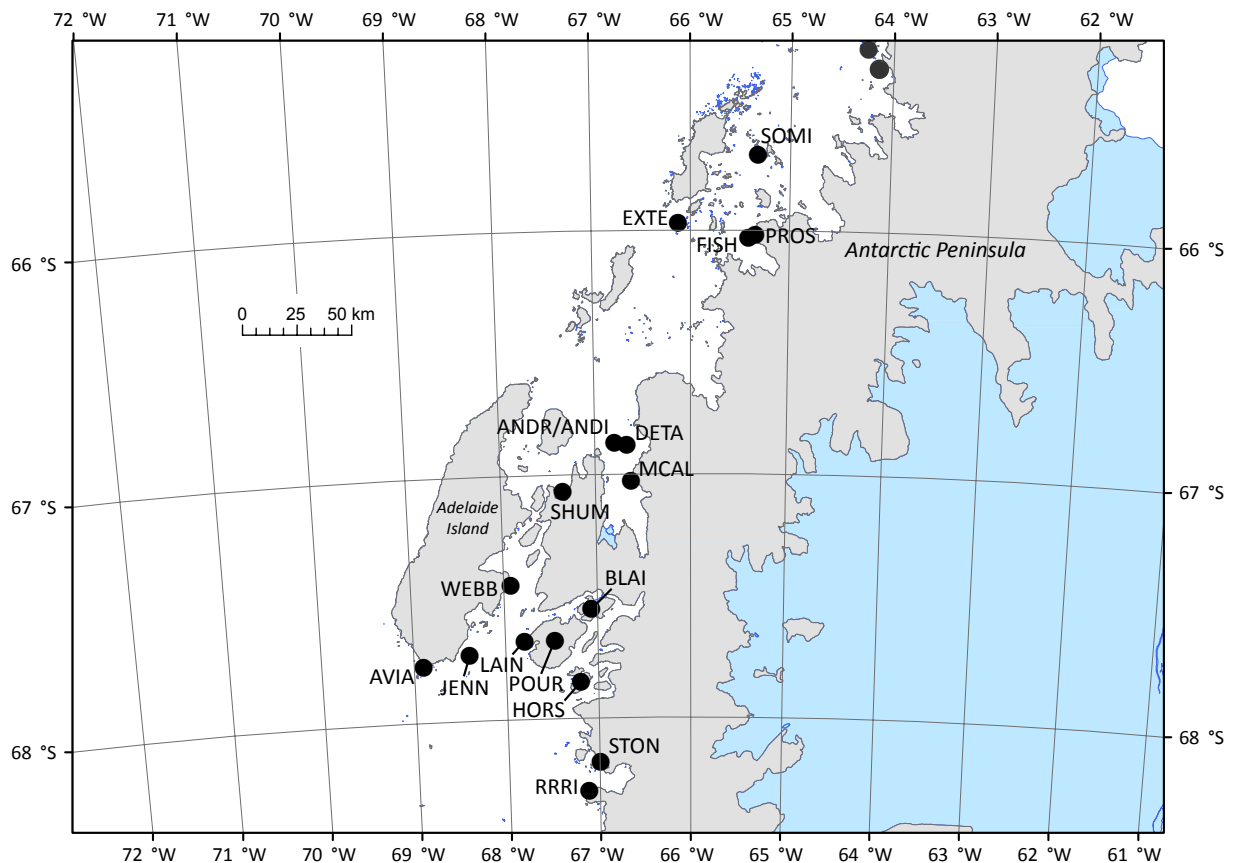 72 °W 71 °W 70 °W 69 °W 68 °W 67 °W 66 °W 65 °W 64 °W 63 °W 62 °W
SOMI
EXTE
FISH PROS
Antarctic Peninsula
66 °S 66 °S
0 25 50 km
ANDR/ANDI DETA
MCAL
67 °S 67 °S
Adelaide
Island
SHUM
BLAI
WEBB
LAIN
AVIA
JENN
POUR
HORS
68 °S 68 °S
STON
RRRI
72 °W 71 °W 70 °W 69 °W 68 °W 67 °W 66 °W 65 °W 64 °W 63 °W 62 °W 61 °W